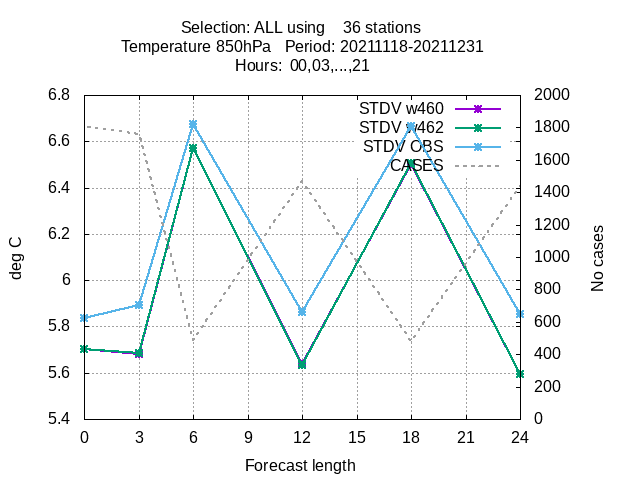 Selection: ALL using 36 stations
Temperature 850hPa Period: 20211118-20211231
Hours: 00,03,...,21
6.8
6.6
6.4
6.2
6
5.8
5.6
5.4
deg C
2000
1800
1600
1400
1200
1000
800
600
400
200
0
No cases
STDV w460
STDV w462
STDV OBS
CASES
0 3 6 9 12 15 18 21 24
Forecast length